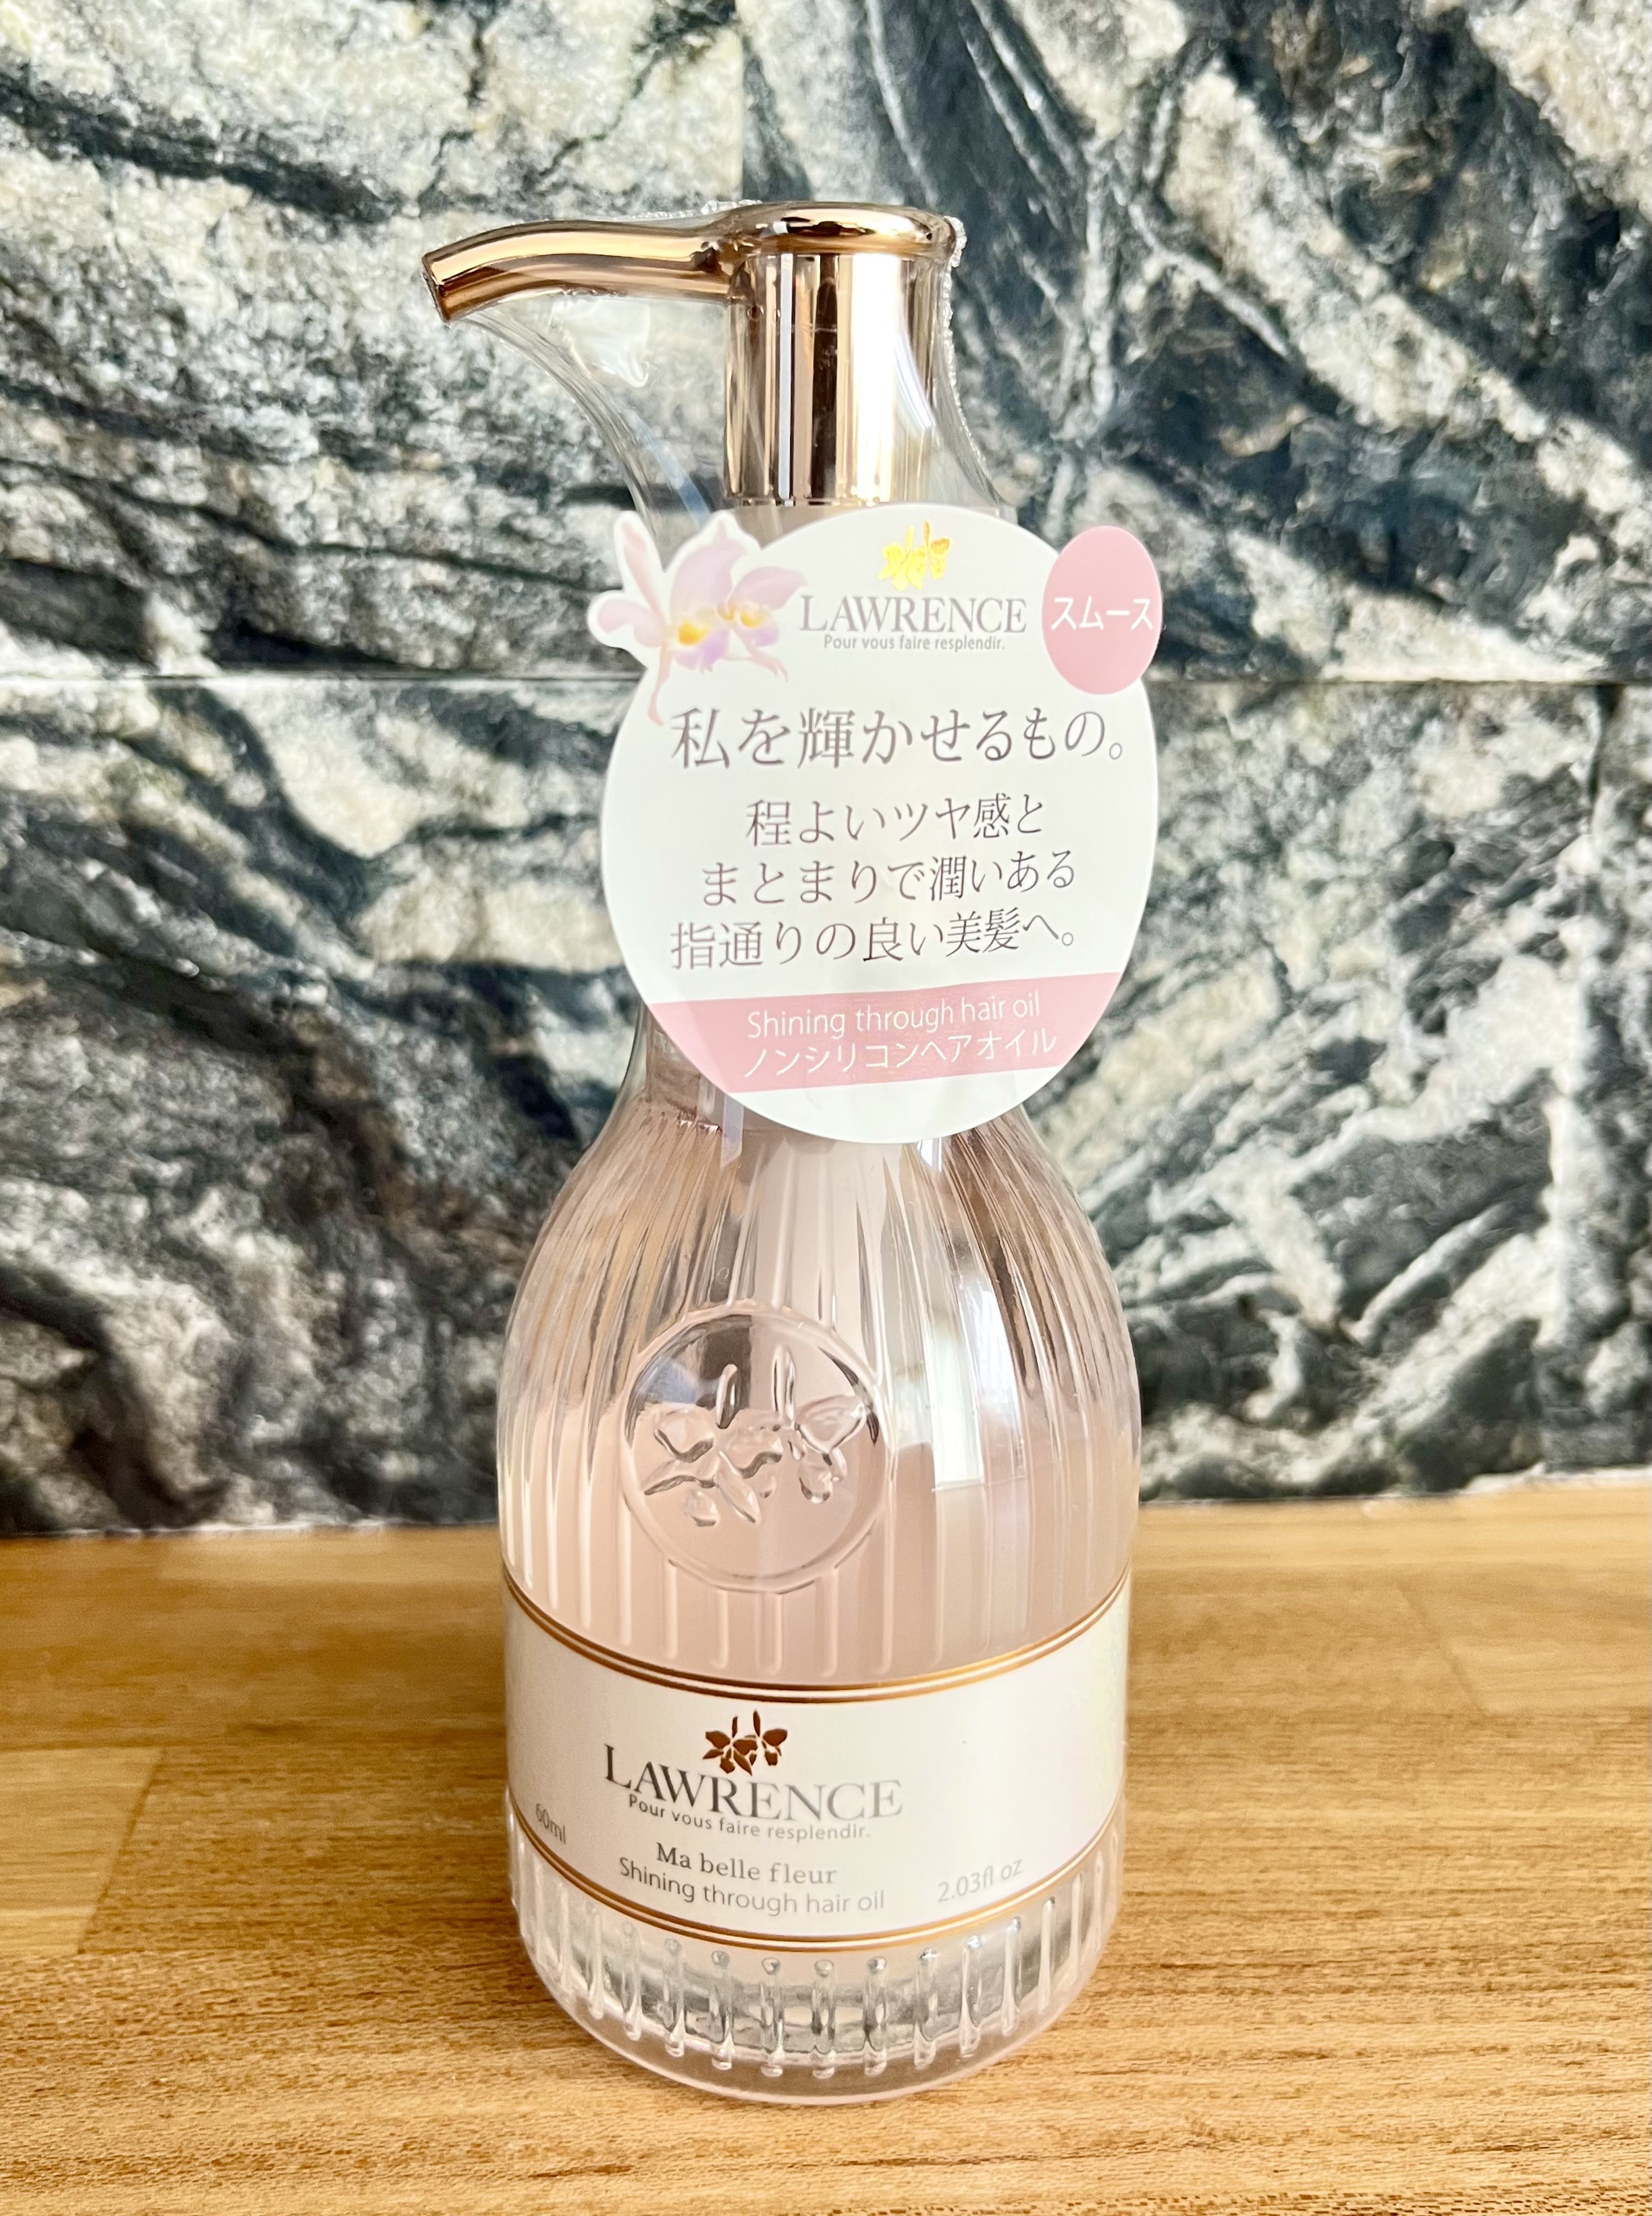 LAWRENCE
Pour vous faire resplendir.
スムース
私を輝かせるもの。
程よいツヤ感と
まとまりで潤いある
指通りの良い美髪へ。
Shining through hair oil
ノンシリコンヘアオイル
LAWRENCE
Pour vous faire resplendir.
60ml
Ma belle fleur
Shining through hair oil
2.03fl oz